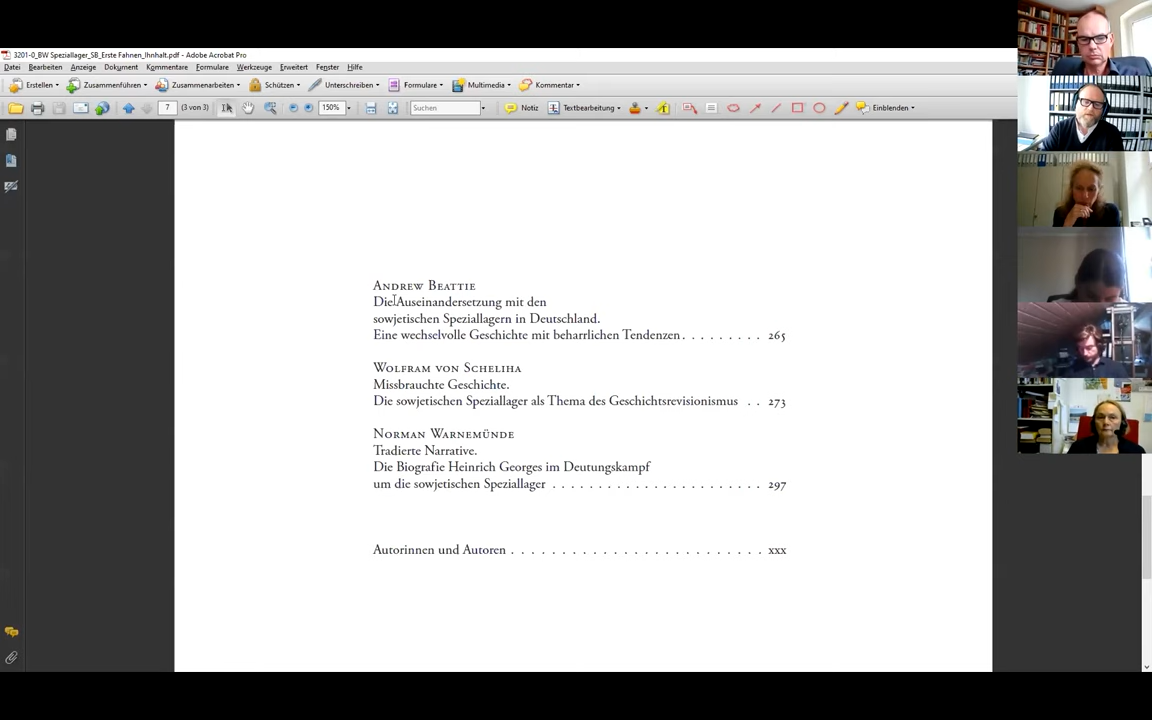 3201-0_BW Speziallager_SB_Erste Fahnen_Ihnhalt.pdf - Adobe Acrobat Pro
Datei Bearbeiten Anzeige Dokument Kommentare Formulare Werkzeuge Erweitert Fenster Hilfe
Erstellen Zusammenführen Zusammenarbeiten Schützen Unterschreiben Formulare Multimedia Kommentar
7 (3 von 3) 150% Suchen Notiz Textbearbeitung Einblenden
ANDREW BEATTIE
Die Auseinandersetzung mit den
sowjetischen Speziallagern in Deutschland.
Eine wechselvolle Geschichte mit beharrlichen Tendenzen. . . . . . . . . 265
WOLFRAM VON SCHELIHA
Missbrauchte Geschichte.
Die sowjetischen Speziallager als Thema des Geschichtsrevisionismus . . 273
NORMAN WARNEMÜNDE
Tradierte Narrative.
Die Biografie Heinrich Georges im Deutungskampf
um die sowjetischen Speziallager . . . . . . . . . . . . . . . . . . . . . . . 297
Autorinnen und Autoren . . . . . . . . . . . . . . . . . . . . . . . . . . . xxx